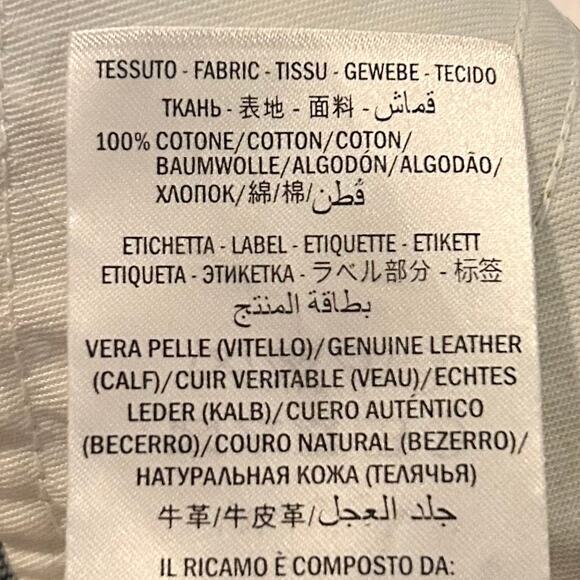 TESSUTO - FABRIC - TISSU - GEWEBE - TECIDO
ТКАНЬ - 表地 - 面料 - قماش
100% COTONE/COTTON/COTON/
BAUMWOLLE/ALGODÓN/ALGODÃO/
ХЛОПОК/綿/棉/قُطن
ETICHETTA - LABEL - ETIQUETTE - ETIKETT
ETIQUETA - ЭТИКЕТКА - ラベル部分 - 标签
بطاقة المنتج
VERA PELLE (VITELLO)/GENUINE LEATHER
(CALF)/CUIR VERITABLE (VEAU)/ECHTES
LEDER (KALB)/CUERO AUTÉNTICO
(BECERRO)/COURO NATURAL (BEZERRO)/
НАТУРАЛЬНАЯ КОЖА (ТЕЛЯЧЬЯ)
牛革/牛皮革/جلد العِجل
IL RICAMO È COMPOSTO DA: